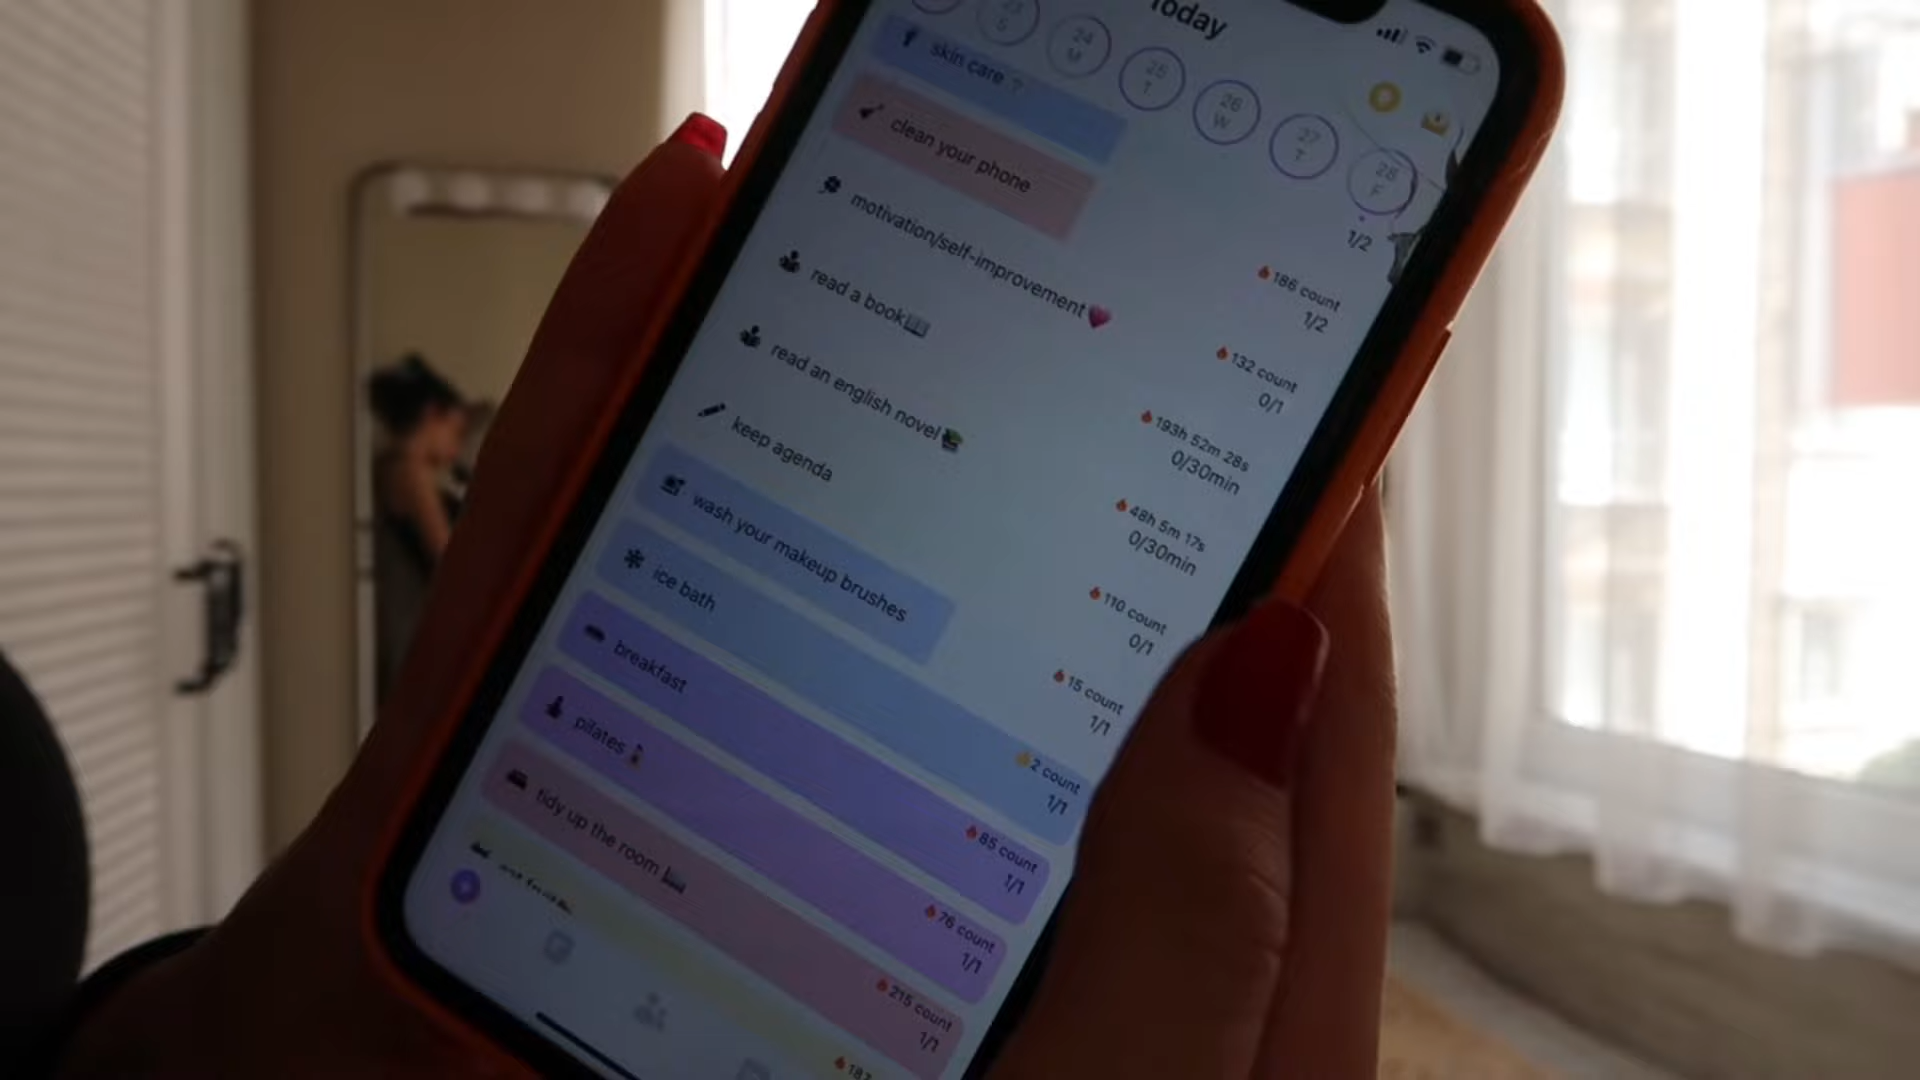 Today
23
S
24
M
25
T
26
W
27
T
28
F
skin care
1/2
clean your phone
186 count
1/2
motivation/self-improvement
132 count
0/1
read a book
193h 52m 28s
0/30min
read an english novel
48h 5m 17s
0/30min
keep agenda
110 count
0/1
wash your makeup brushes
15 count
1/1
ice bath
2 count
1/1
breakfast
85 count
1/1
pilates
76 count
1/1
tidy up the room
215 count
1/1
187